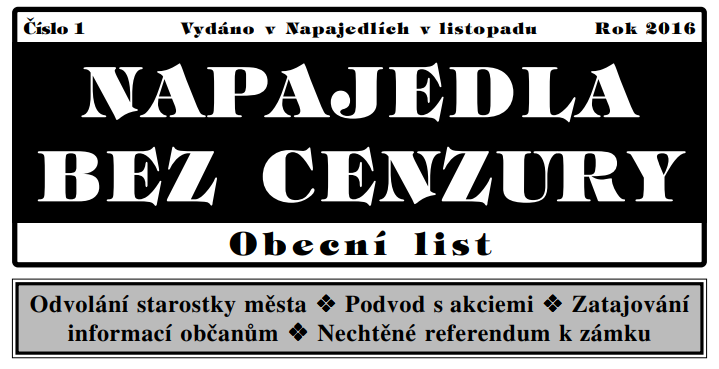 Číslo 1 Vydáno v Napajedlích v listopadu Rok 2016
NAPAJEDLA
BEZ CENZURY
Obecní list
Odvolání starostky města ❖ Podvod s akciemi ❖ Zatajování
informací občanům ❖ Nechtěné referendum k zámku